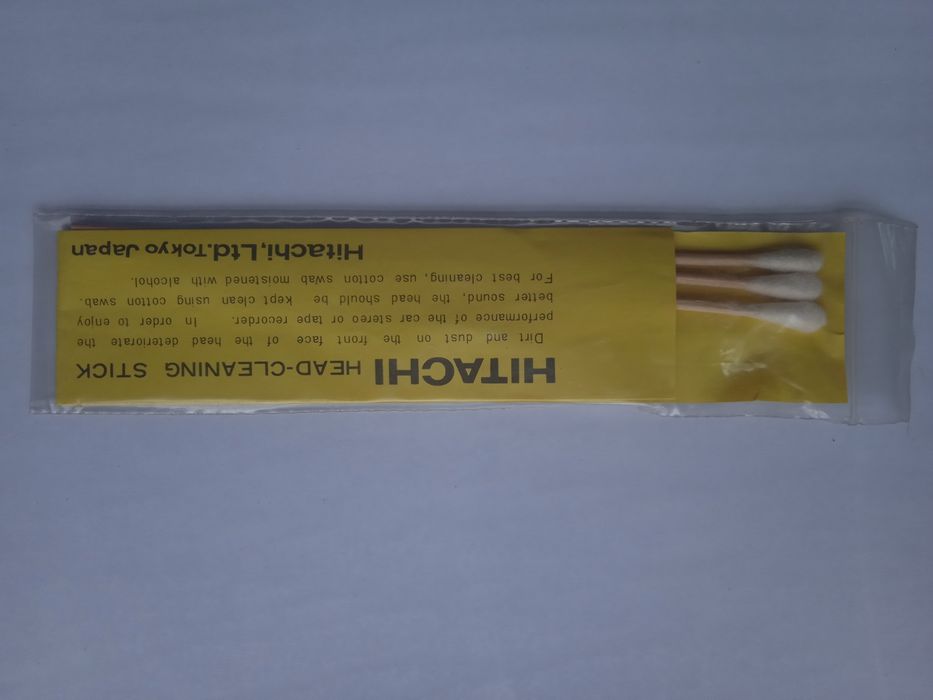 HITACHI HEAD-CLEANING STICK
Dirt and dust on the front face of the head deteriorate the
performance of the car stereo or tape recorder. In order to enjoy
better sound, the head should be kept clean using cotton swab.
For best cleaning, use cotton swab moistened with alcohol.
Hitachi,Ltd.Tokyo Japan